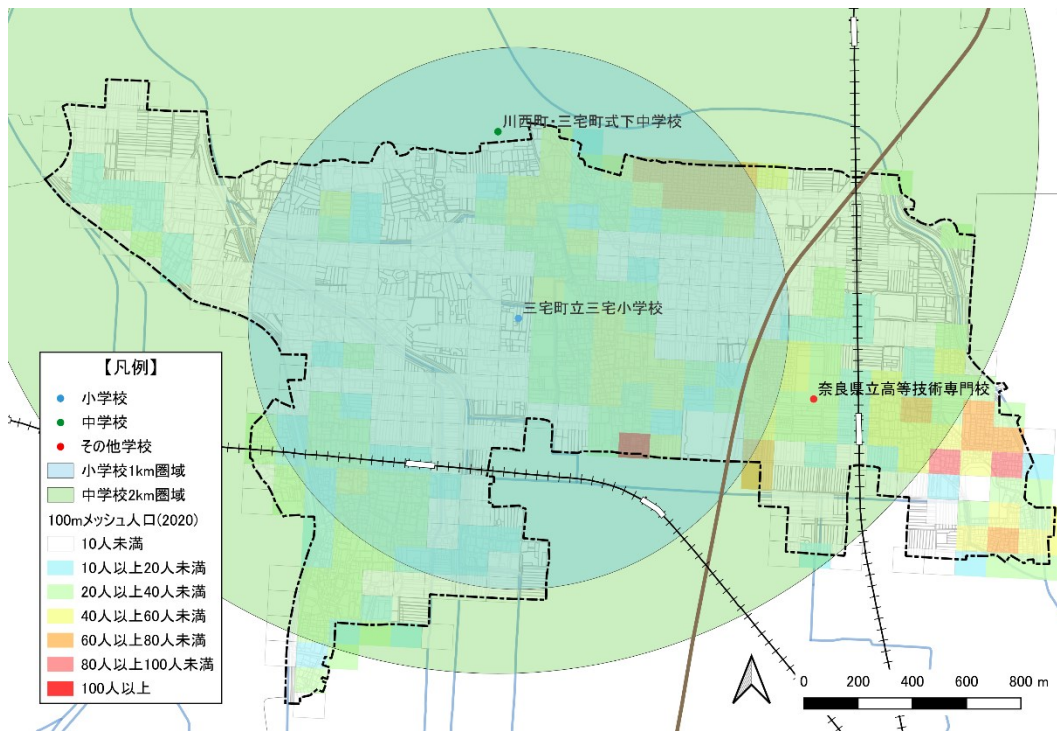 川西町・三宅町式下中学校
三宅町立三宅小学校
奈良県立高等技術専門校
【凡例】
小学校
中学校
その他学校
小学校1km圏域
中学校2km圏域
100mメッシュ人口(2020)
10人未満
10人以上20人未満
20人以上40人未満
40人以上60人未満
60人以上80人未満
80人以上100人未満
100人以上
0 200 400 600 800 m